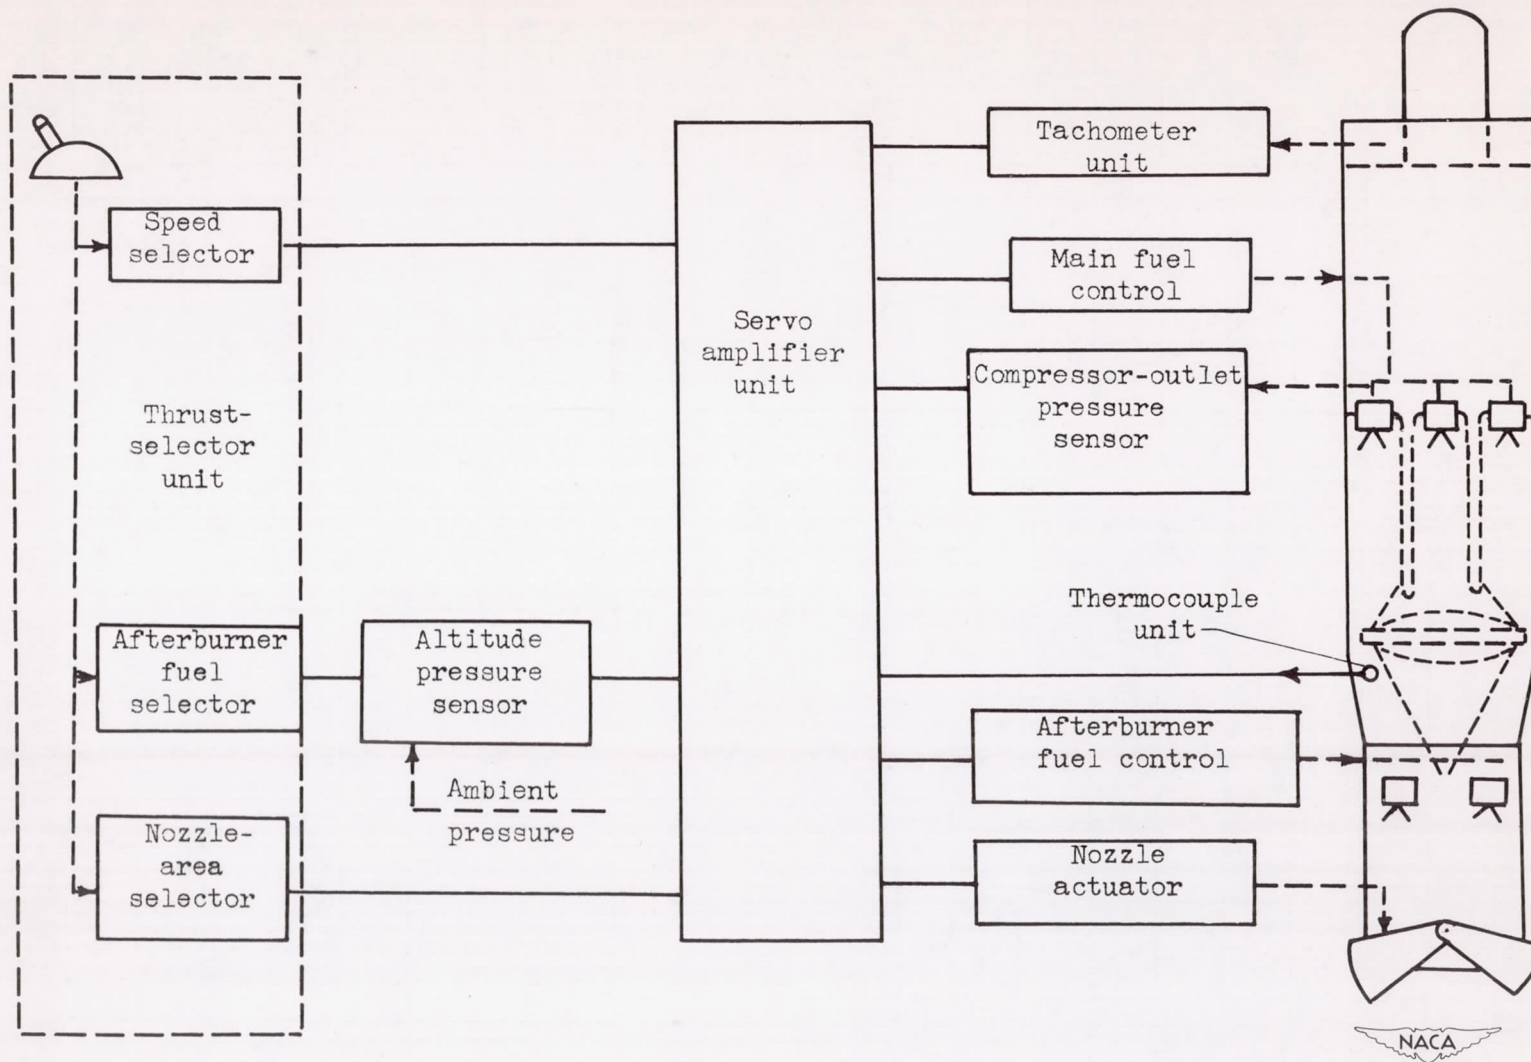 Speed
selector
Thrust-
selector
unit
Afterburner
fuel
selector
Nozzle-
area
selector
Altitude
pressure
sensor
Ambient
pressure
Servo
amplifier
unit
Tachometer
unit
Main fuel
control
Compressor-outlet
pressure
sensor
Thermocouple
unit
Afterburner
fuel control
Nozzle
actuator
NACA